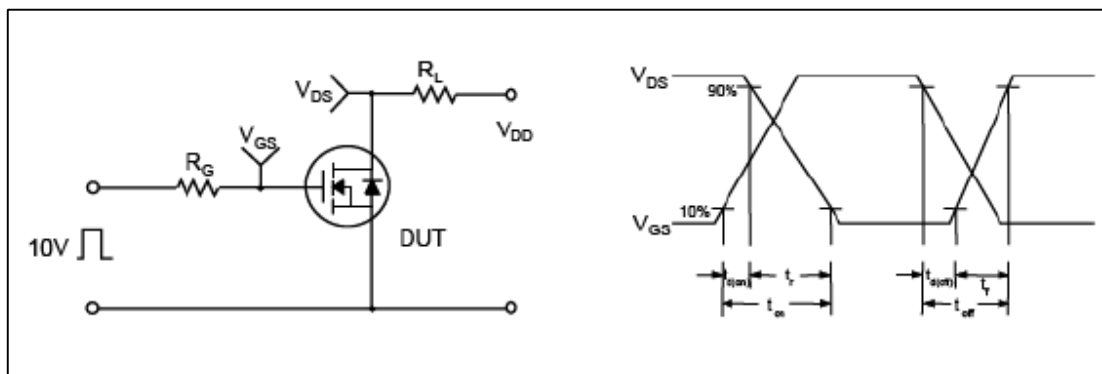 V_DS
R_L
V_DD
V_GS
R_G
10V
DUT
V_DS
90%
10%
V_GS
t_d(on)
t_r
t_on
t_d(off)
t_f
t_off